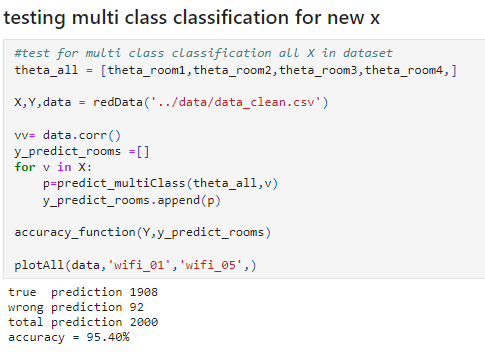 testing multi class classification for new x
#test for multi class classification all X in dataset
theta_all = [theta_room1,theta_room2,theta_room3,theta_room4,]
X,Y,data = redData('../data/data_clean.csv')
vv= data.corr()
y_predict_rooms =[]
for v in X:
    p=predict_multiClass(theta_all,v)
    y_predict_rooms.append(p)
accuracy_function(Y,y_predict_rooms)
plotAll(data,'wifi_01','wifi_05',)
true  prediction 1908
wrong prediction 92
total prediction 2000
accuracy = 95.40%